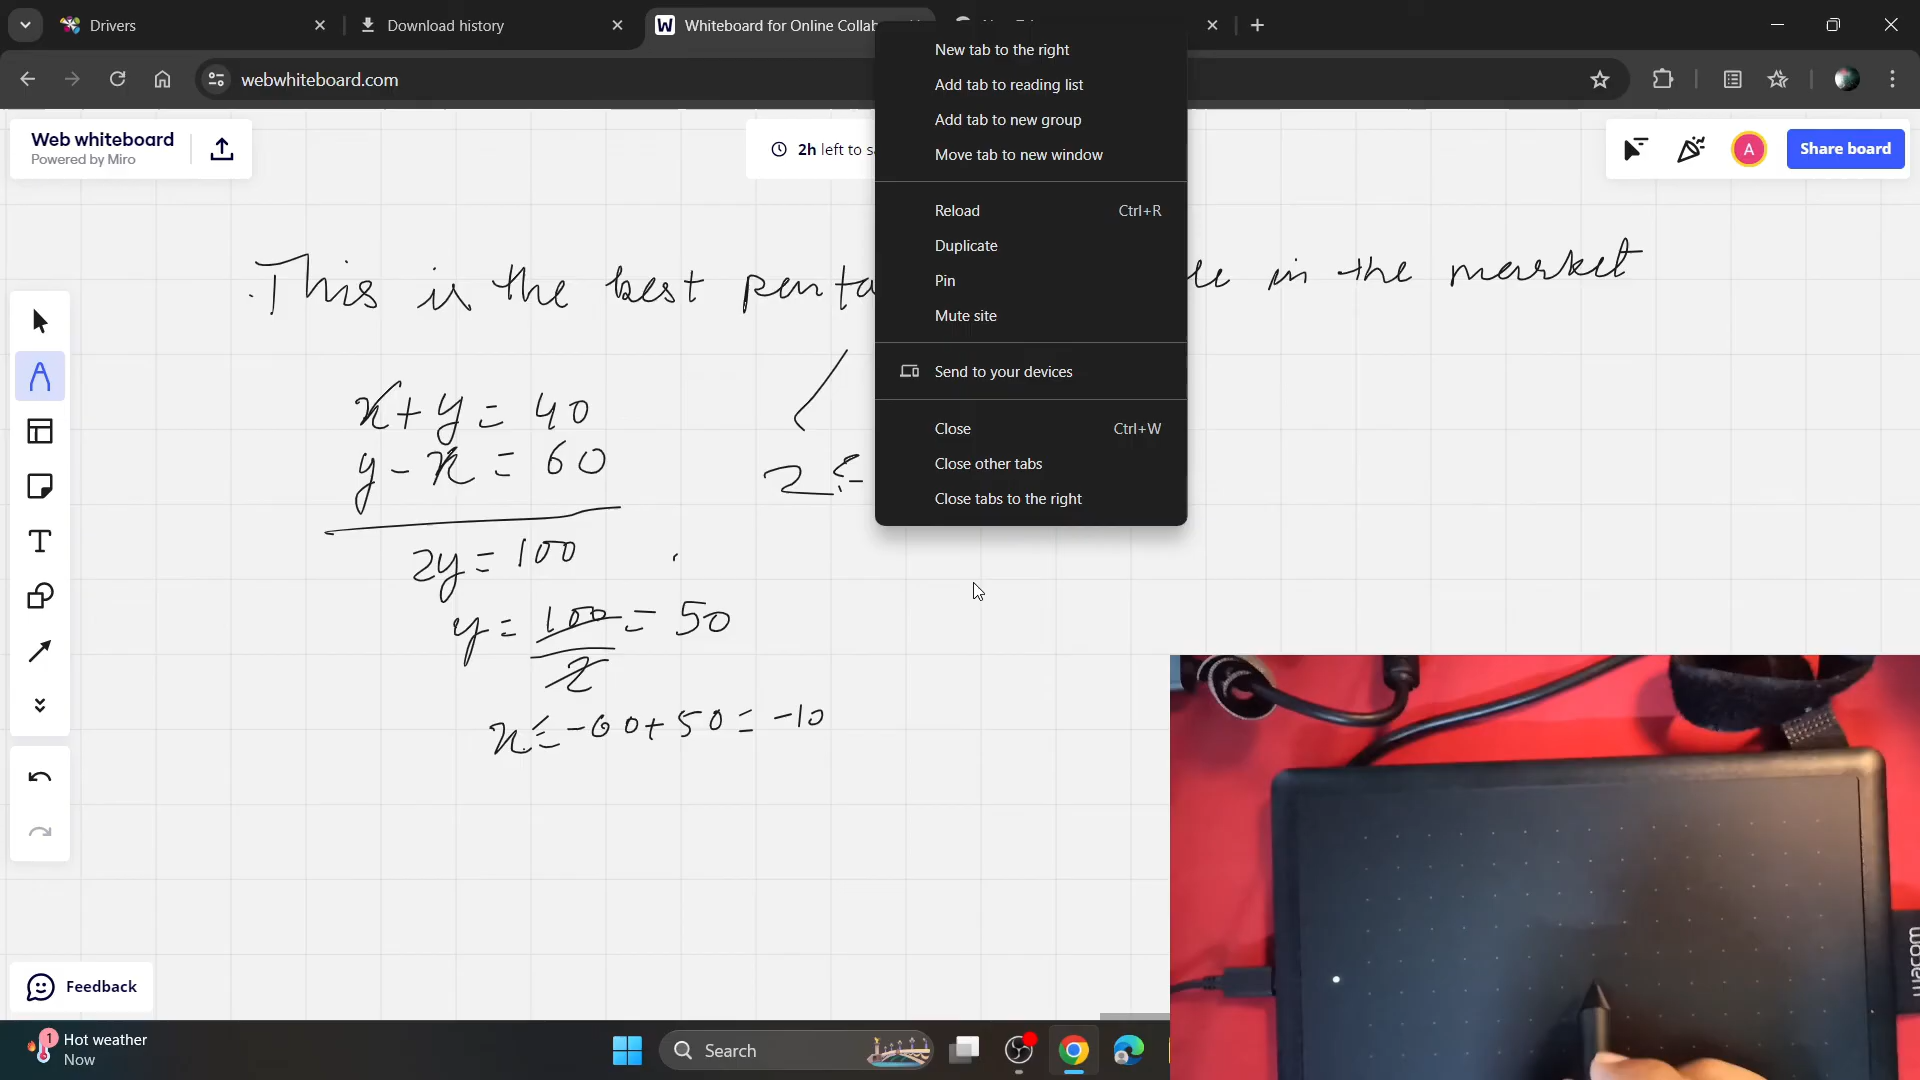 Drivers
Download history
Whiteboard for Online Collab
webwhiteboard.com
Web whiteboard
Powered by Miro
2h left to sa
A
Share board
New tab to the right
Add tab to reading list
Add tab to new group
Move tab to new window
Reload Ctrl+R
Duplicate
Pin
Mute site
Send to your devices
Close Ctrl+W
Close other tabs
Close tabs to the right
This is the best penta in the market
x+y=40
y-x=60
2y=100
y=100/2=50
x=-60+50=-10
T
Feedback
1
Hot weather
Now
Search
wacom